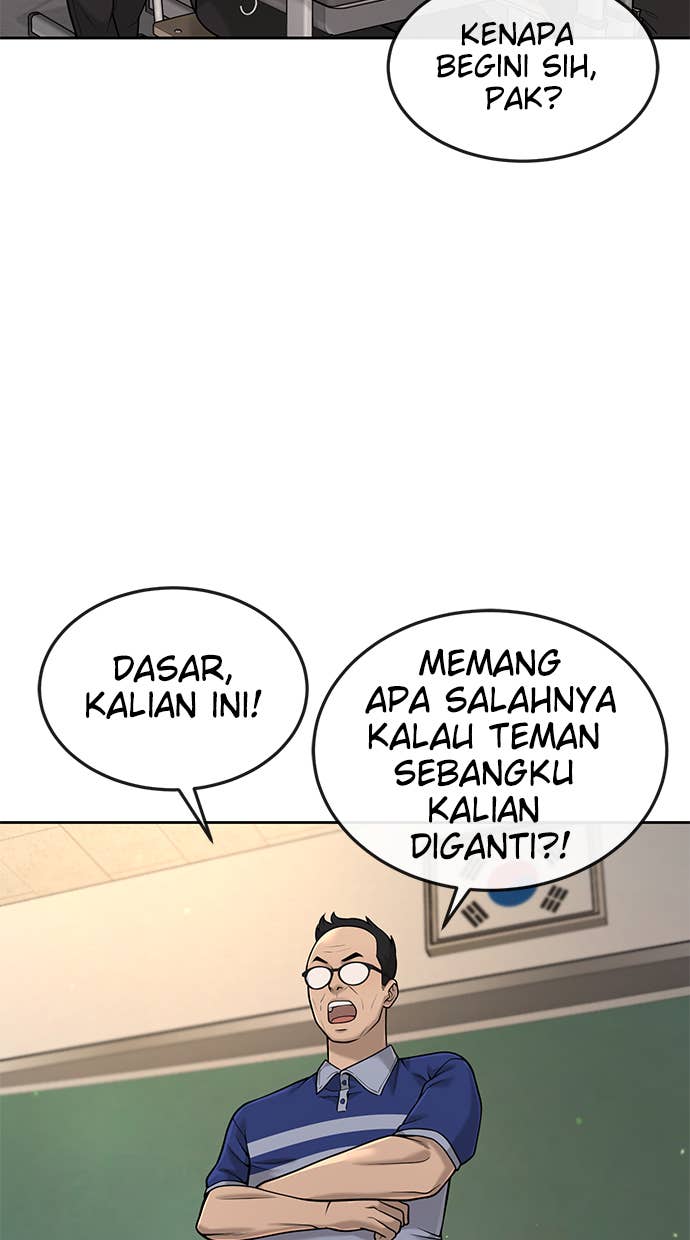 KENAPA
BEGINI SIH,
PAK?
DASAR,
KALIAN INI!
MEMANG
APA SALAHNYA
KALAU TEMAN
SEBANGKU
KALIAN
DIGANTI?!